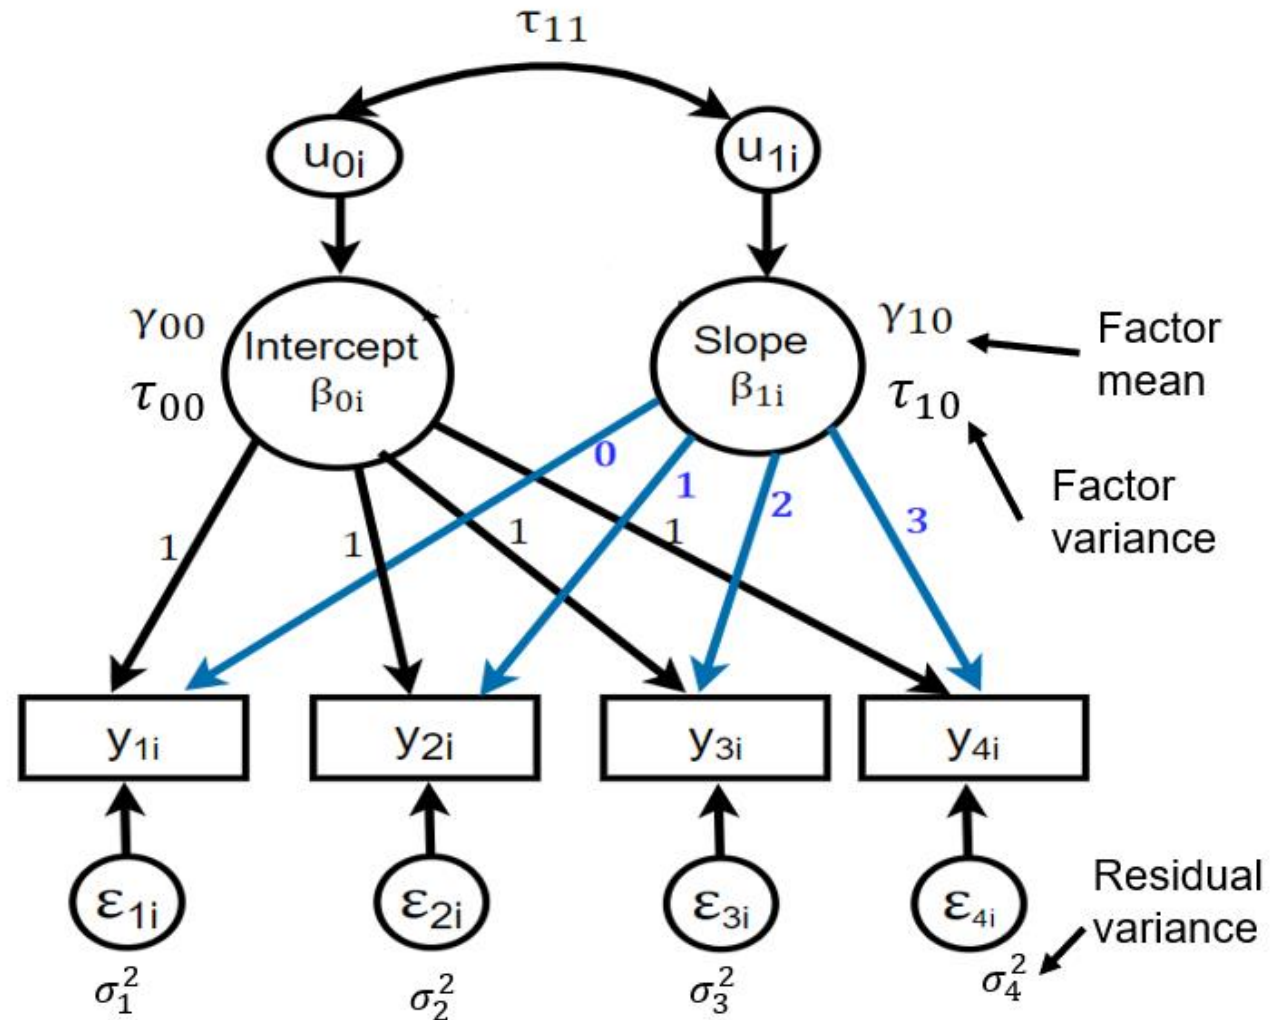 τ₁₁
u₀ᵢ
u₁ᵢ
γ₀₀
Intercept
β₀ᵢ
τ₀₀
Slope
β₁ᵢ
γ₁₀
τ₁₀
Factor
mean
Factor
variance
0
1
2
3
1
1
1
1
y₁ᵢ
y₂ᵢ
y₃ᵢ
y₄ᵢ
ε₁ᵢ
ε₂ᵢ
ε₃ᵢ
ε₄ᵢ
Residual
variance
σ₁²
σ₂²
σ₃²
σ₄²